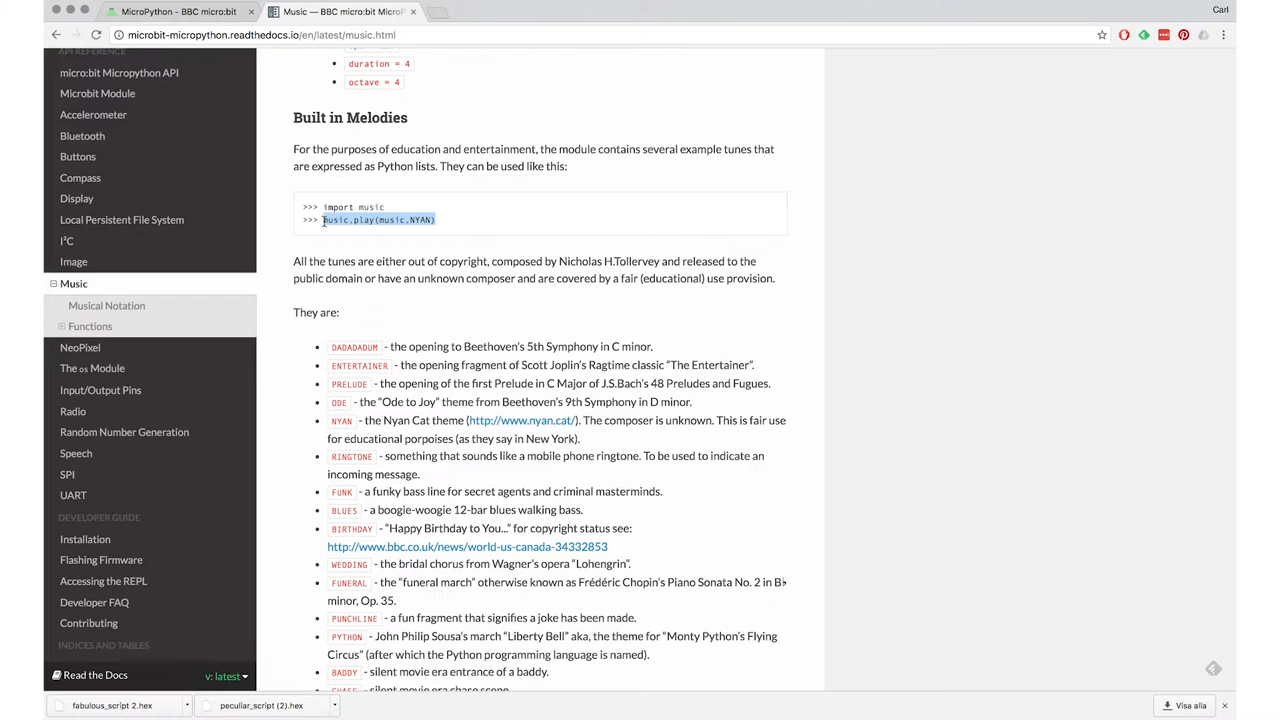 MicroPython - BBC micro:bit
Music — BBC micro:bit MicroP
Carl
microbit-micropython.readthedocs.io/en/latest/music.html
API REFERENCE
micro:bit Micropython API
Microbit Module
Accelerometer
Bluetooth
Buttons
Compass
Display
Local Persistent File System
I²C
Image
Music
Musical Notation
Functions
NeoPixel
The os Module
Input/Output Pins
Radio
Random Number Generation
Speech
SPI
UART
DEVELOPER GUIDE
Installation
Flashing Firmware
Accessing the REPL
Developer FAQ
Contributing
INDICES AND TABLES
Read the Docs
v: latest
duration = 4
octave = 4
Built in Melodies
For the purposes of education and entertainment, the module contains several example tunes that
are expressed as Python lists. They can be used like this:
>>> import music
>>> music.play(music.NYAN)
All the tunes are either out of copyright, composed by Nicholas H.Tollervey and released to the
public domain or have an unknown composer and are covered by a fair (educational) use provision.
They are:
DADADADUM - the opening to Beethoven's 5th Symphony in C minor.
ENTERTAINER - the opening fragment of Scott Joplin's Ragtime classic "The Entertainer".
PRELUDE - the opening of the first Prelude in C Major of J.S.Bach's 48 Preludes and Fugues.
ODE - the "Ode to Joy" theme from Beethoven's 9th Symphony in D minor.
NYAN - the Nyan Cat theme (http://www.nyan.cat/). The composer is unknown. This is fair use
for educational porpoises (as they say in New York).
RINGTONE - something that sounds like a mobile phone ringtone. To be used to indicate an
incoming message.
FUNK - a funky bass line for secret agents and criminal masterminds.
BLUES - a boogie-woogie 12-bar blues walking bass.
BIRTHDAY - "Happy Birthday to You..." for copyright status see:
http://www.bbc.co.uk/news/world-us-canada-34332853
WEDDING - the bridal chorus from Wagner's opera "Lohengrin".
FUNERAL - the "funeral march" otherwise known as Frédéric Chopin's Piano Sonata No. 2 in B♭
minor, Op. 35.
PUNCHLINE - a fun fragment that signifies a joke has been made.
PYTHON - John Philip Sousa's march "Liberty Bell" aka, the theme for "Monty Python's Flying
Circus" (after which the Python programming language is named).
BADDY - silent movie era entrance of a baddy.
CHASE - silent movie era chase scene.
fabulous_script 2.hex
peculiar_script (2).hex
Visa alla